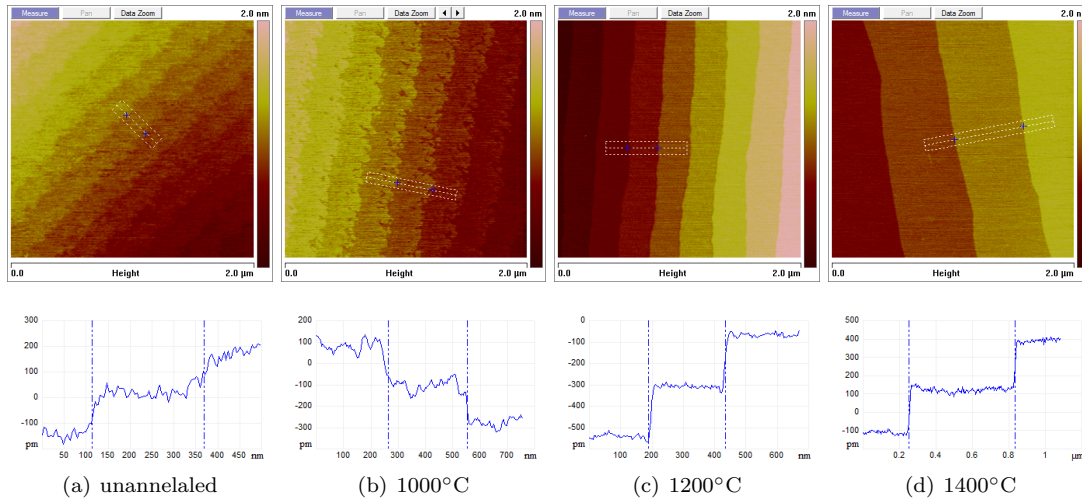 Measure Pan Data Zoom 2.0 nm
0.0 Height 2.0 µm
Measure Pan Data Zoom 2.0 nm
0.0 Height 2.0 µm
Measure Pan Data Zoom 2.0 nm
0.0 Height 2.0 µm
Measure Pan Data Zoom
0.0 Height 2.0 µm
300
200
100
0
-100
pm
50 100 150 200 250 300 350 400 450 nm
200
100
0
-100
-200
-300
pm
100 200 300 400 500 600 700 nm
-0
-100
-200
-300
-400
-500
pm
100 200 300 400 500 600 nm
500
400
300
200
100
0
-100
pm
0.2 0.4 0.6 0.8 1 µm
(a) unannelaled
(b) 1000°C
(c) 1200°C
(d) 1400°C